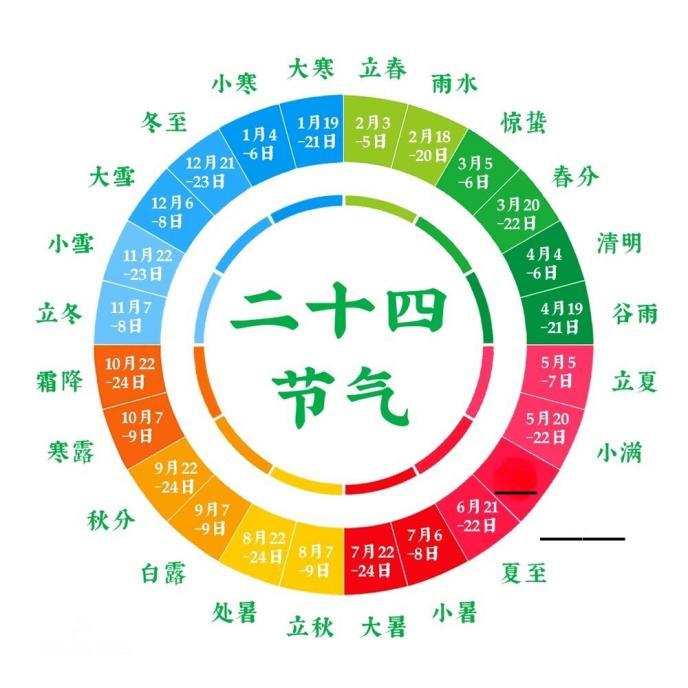 二十四
节气
立春
2月3
-5日
雨水
2月18
-20日
惊蛰
3月5
-6日
春分
3月20
-22日
清明
4月4
-6日
谷雨
4月19
-21日
立夏
5月5
-7日
小满
5月20
-22日
夏至
6月21
-22日
小暑
7月6
-8日
大暑
7月22
-24日
立秋
8月7
-9日
处暑
8月22
-24日
白露
9月7
-9日
秋分
9月22
-24日
寒露
10月7
-9日
霜降
10月22
-24日
立冬
11月7
-8日
小雪
11月22
-23日
大雪
12月6
-8日
冬至
12月21
-23日
小寒
1月4
-6日
大寒
1月19
-21日